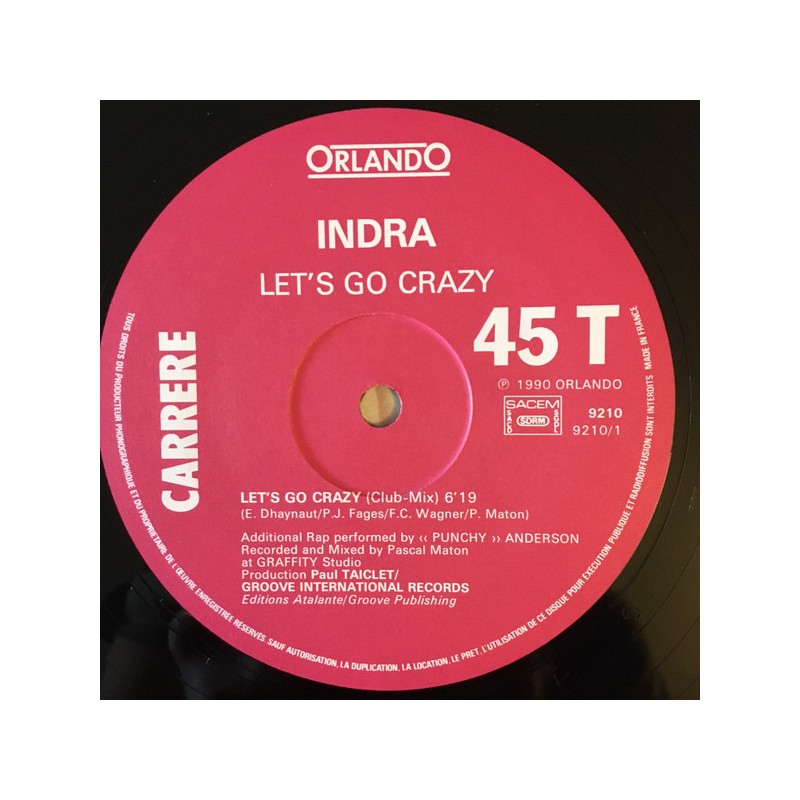 ORLANDO
INDRA
LET'S GO CRAZY
CARRERE
45 T
℗ 1990 ORLANDO
SACEM
SACD
SDRM
SGDL
9210
9210/1
LET'S GO CRAZY (Club-Mix) 6'19
(E. Dhaynaut/P.J. Fages/F.C. Wagner/P. Maton)
Additional Rap performed by ‹‹ PUNCHY ›› ANDERSON
Recorded and Mixed by Pascal Maton
at GRAFFITY Studio
Production Paul TAICLET/
GROOVE INTERNATIONAL RECORDS
Editions Atalante/Groove Publishing
TOUS DROITS DU PRODUCTEUR PHONOGRAPHIQUE ET DU PROPRIETAIRE DE L'ŒUVRE ENREGISTREE RESERVES. SAUF AUTORISATION, LA DUPLICATION, LA LOCATION, LE PRET, L'UTILISATION DE CE DISQUE POUR EXECUTION PUBLIQUE ET RADIODIFFUSION SONT INTERDITS MADE IN FRANCE